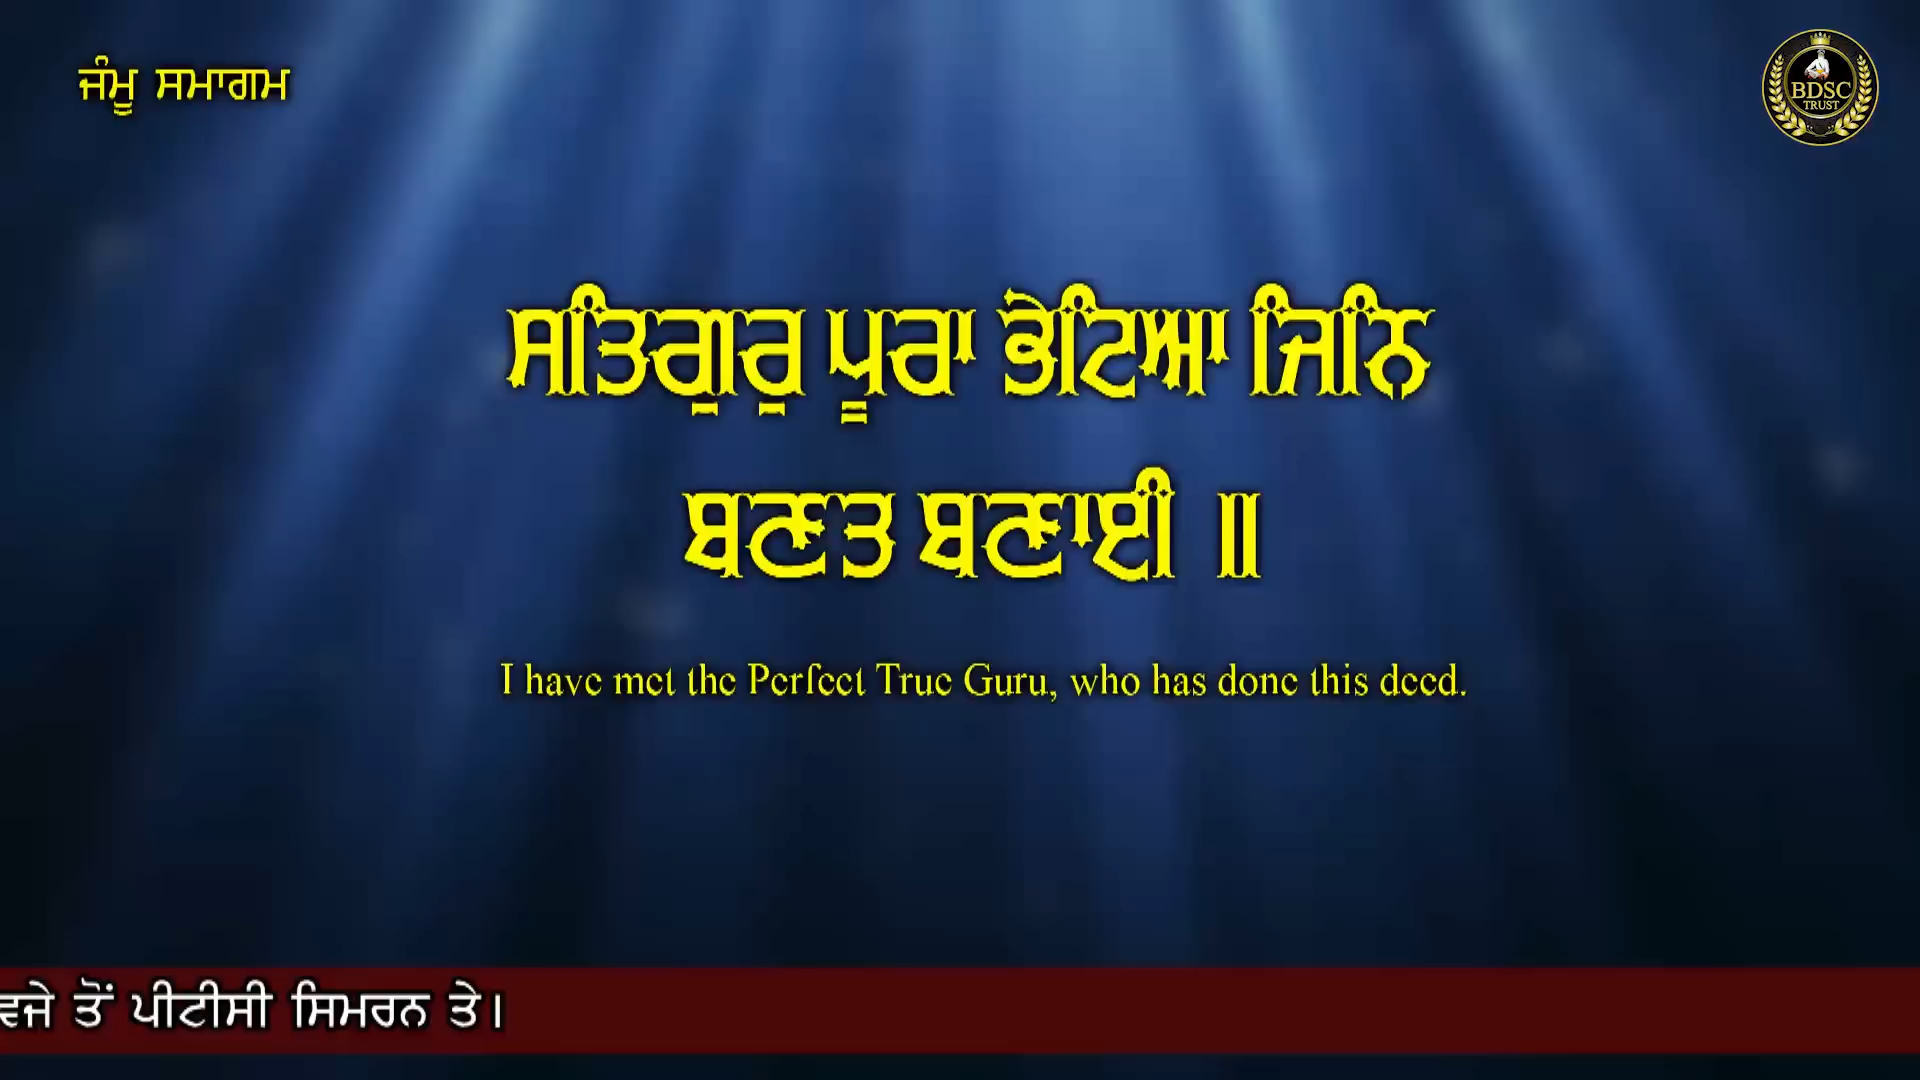 ਜੰਮੂ ਸਮਾਗਮ
BDSC
TRUST
ਸਤਿਗੁਰੁ ਪੂਰਾ ਭੇਟਿਆ ਜਿਨਿ
ਬਣਤ ਬਣਾਈ ॥
I have met the Perfect True Guru, who has done this deed.
ਤੋਂ ਪੀਟੀਸੀ ਸਿਮਰਨ ਤੇ।